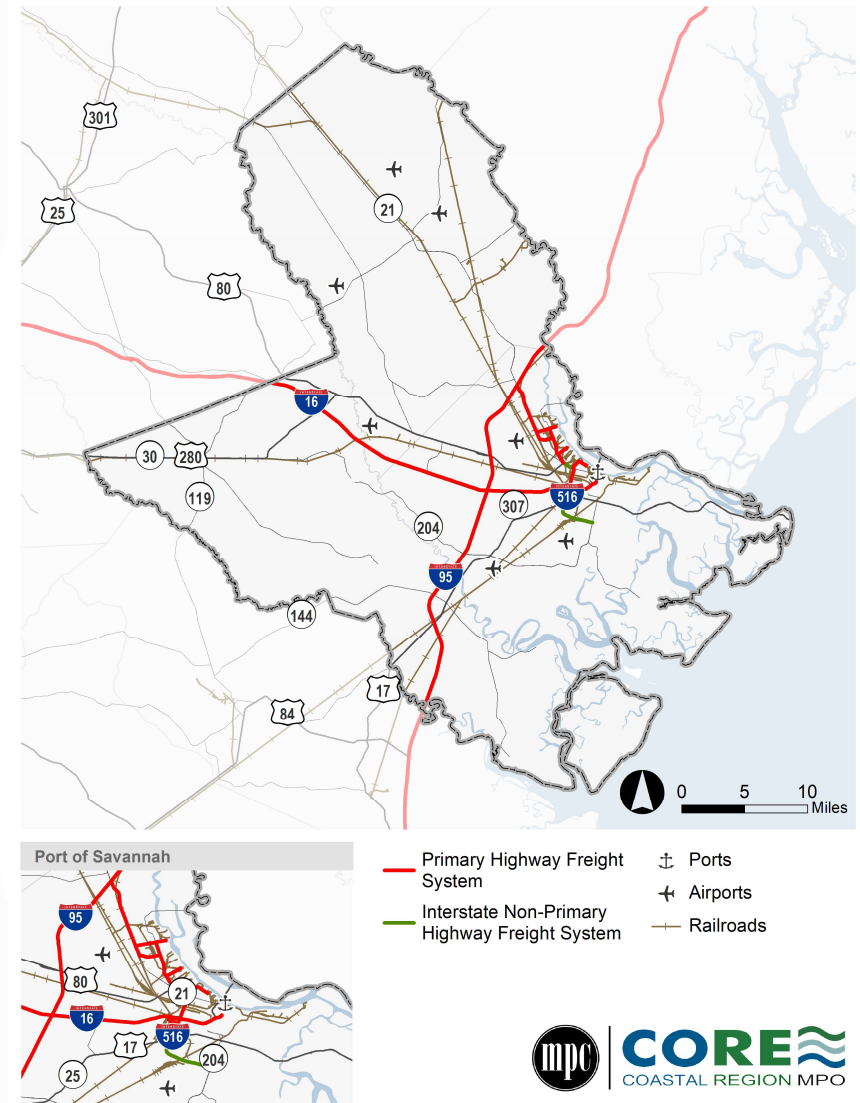 301
25
21
80
16
30
280
119
307
516
204
95
144
17
84
0 5 10
Miles
Port of Savannah
95
80
21
16
516
17
204
25
Primary Highway Freight
System
Interstate Non-Primary
Highway Freight System
Ports
Airports
Railroads
mpc
CORE
COASTAL REGION MPO